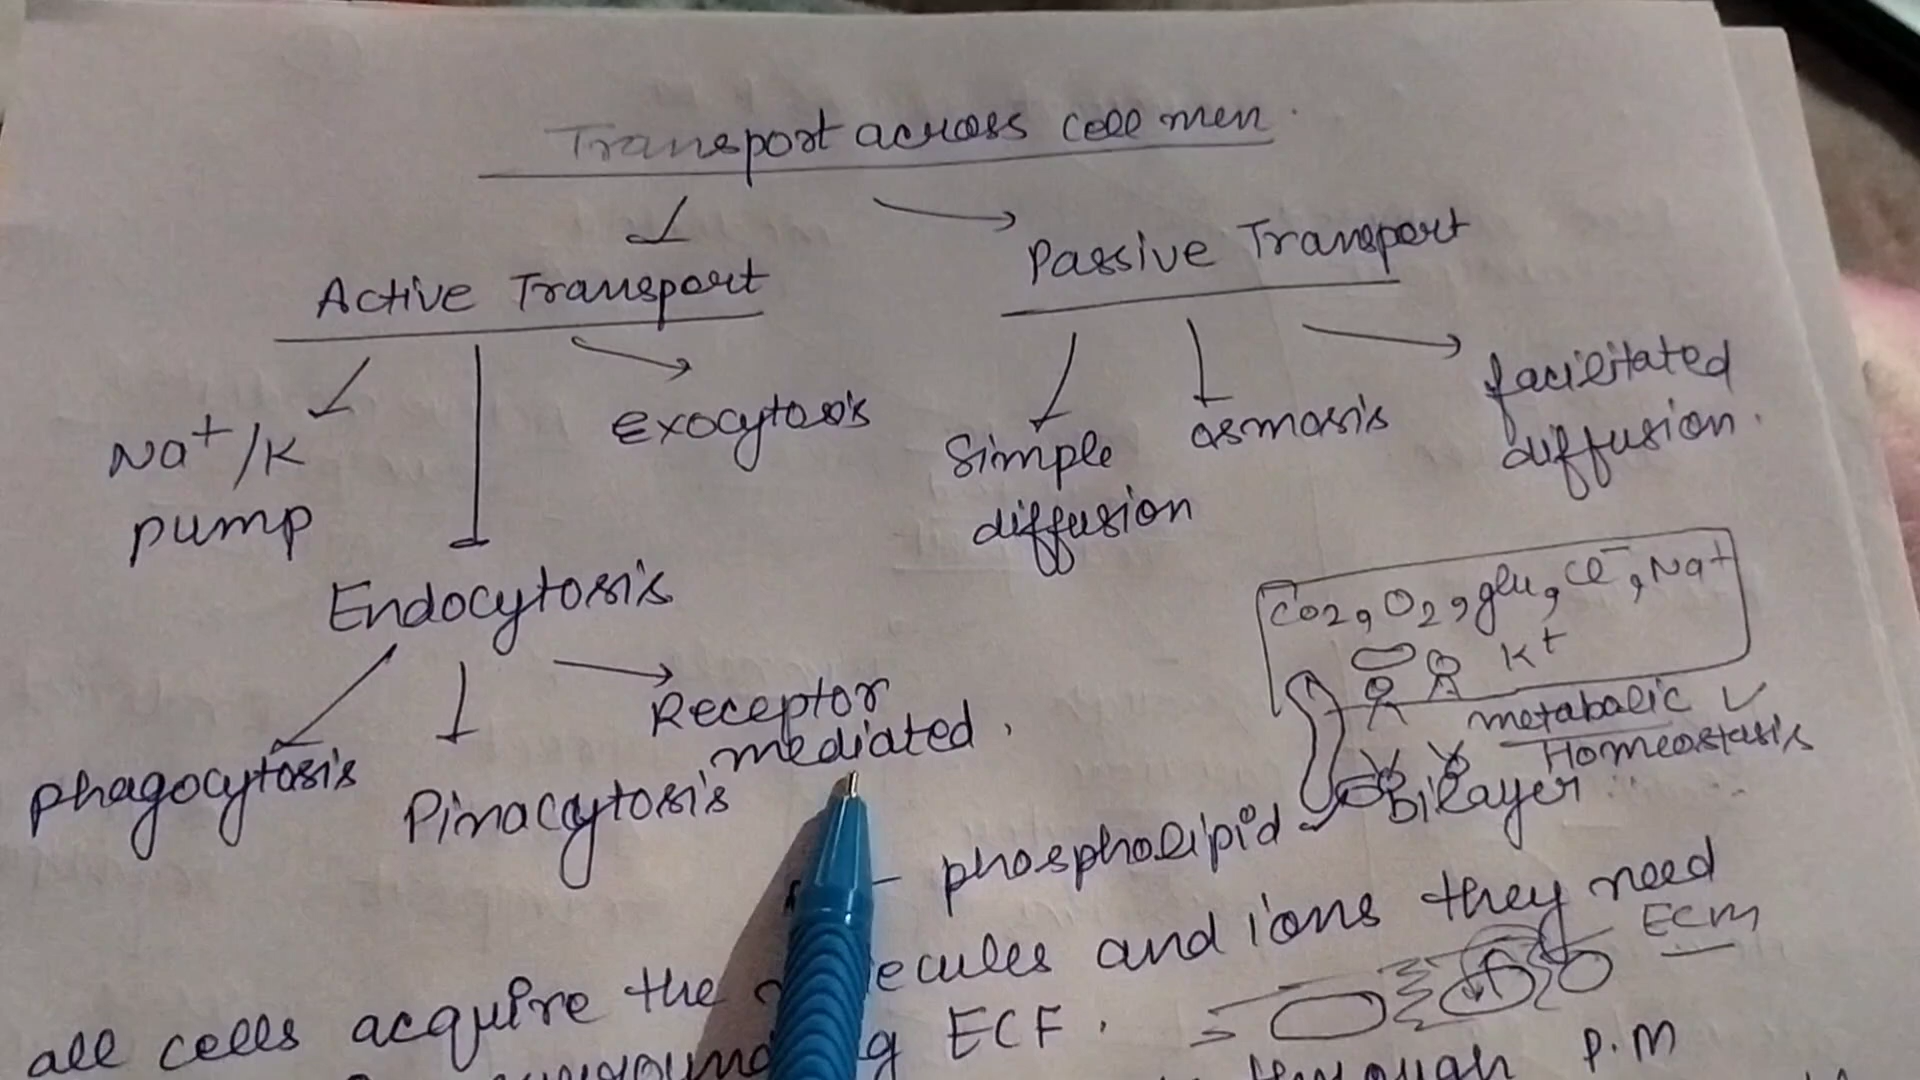 Transport across cell mem.
Active Transport
Passive Transport
Na+/K
pump
Exocytosis
Simple
diffusion
osmosis
facilitated
diffusion.
Endocytosis
phagocytosis
Pinacytosis
Receptor
mediated.
CO2, O2, glu, Cl-, Na+
K+
metabolic ✓
Homeostasis
- phospholipid Bilayer
all cells acquire the ecules and ions they need
ECM
g ECF.
through P.M